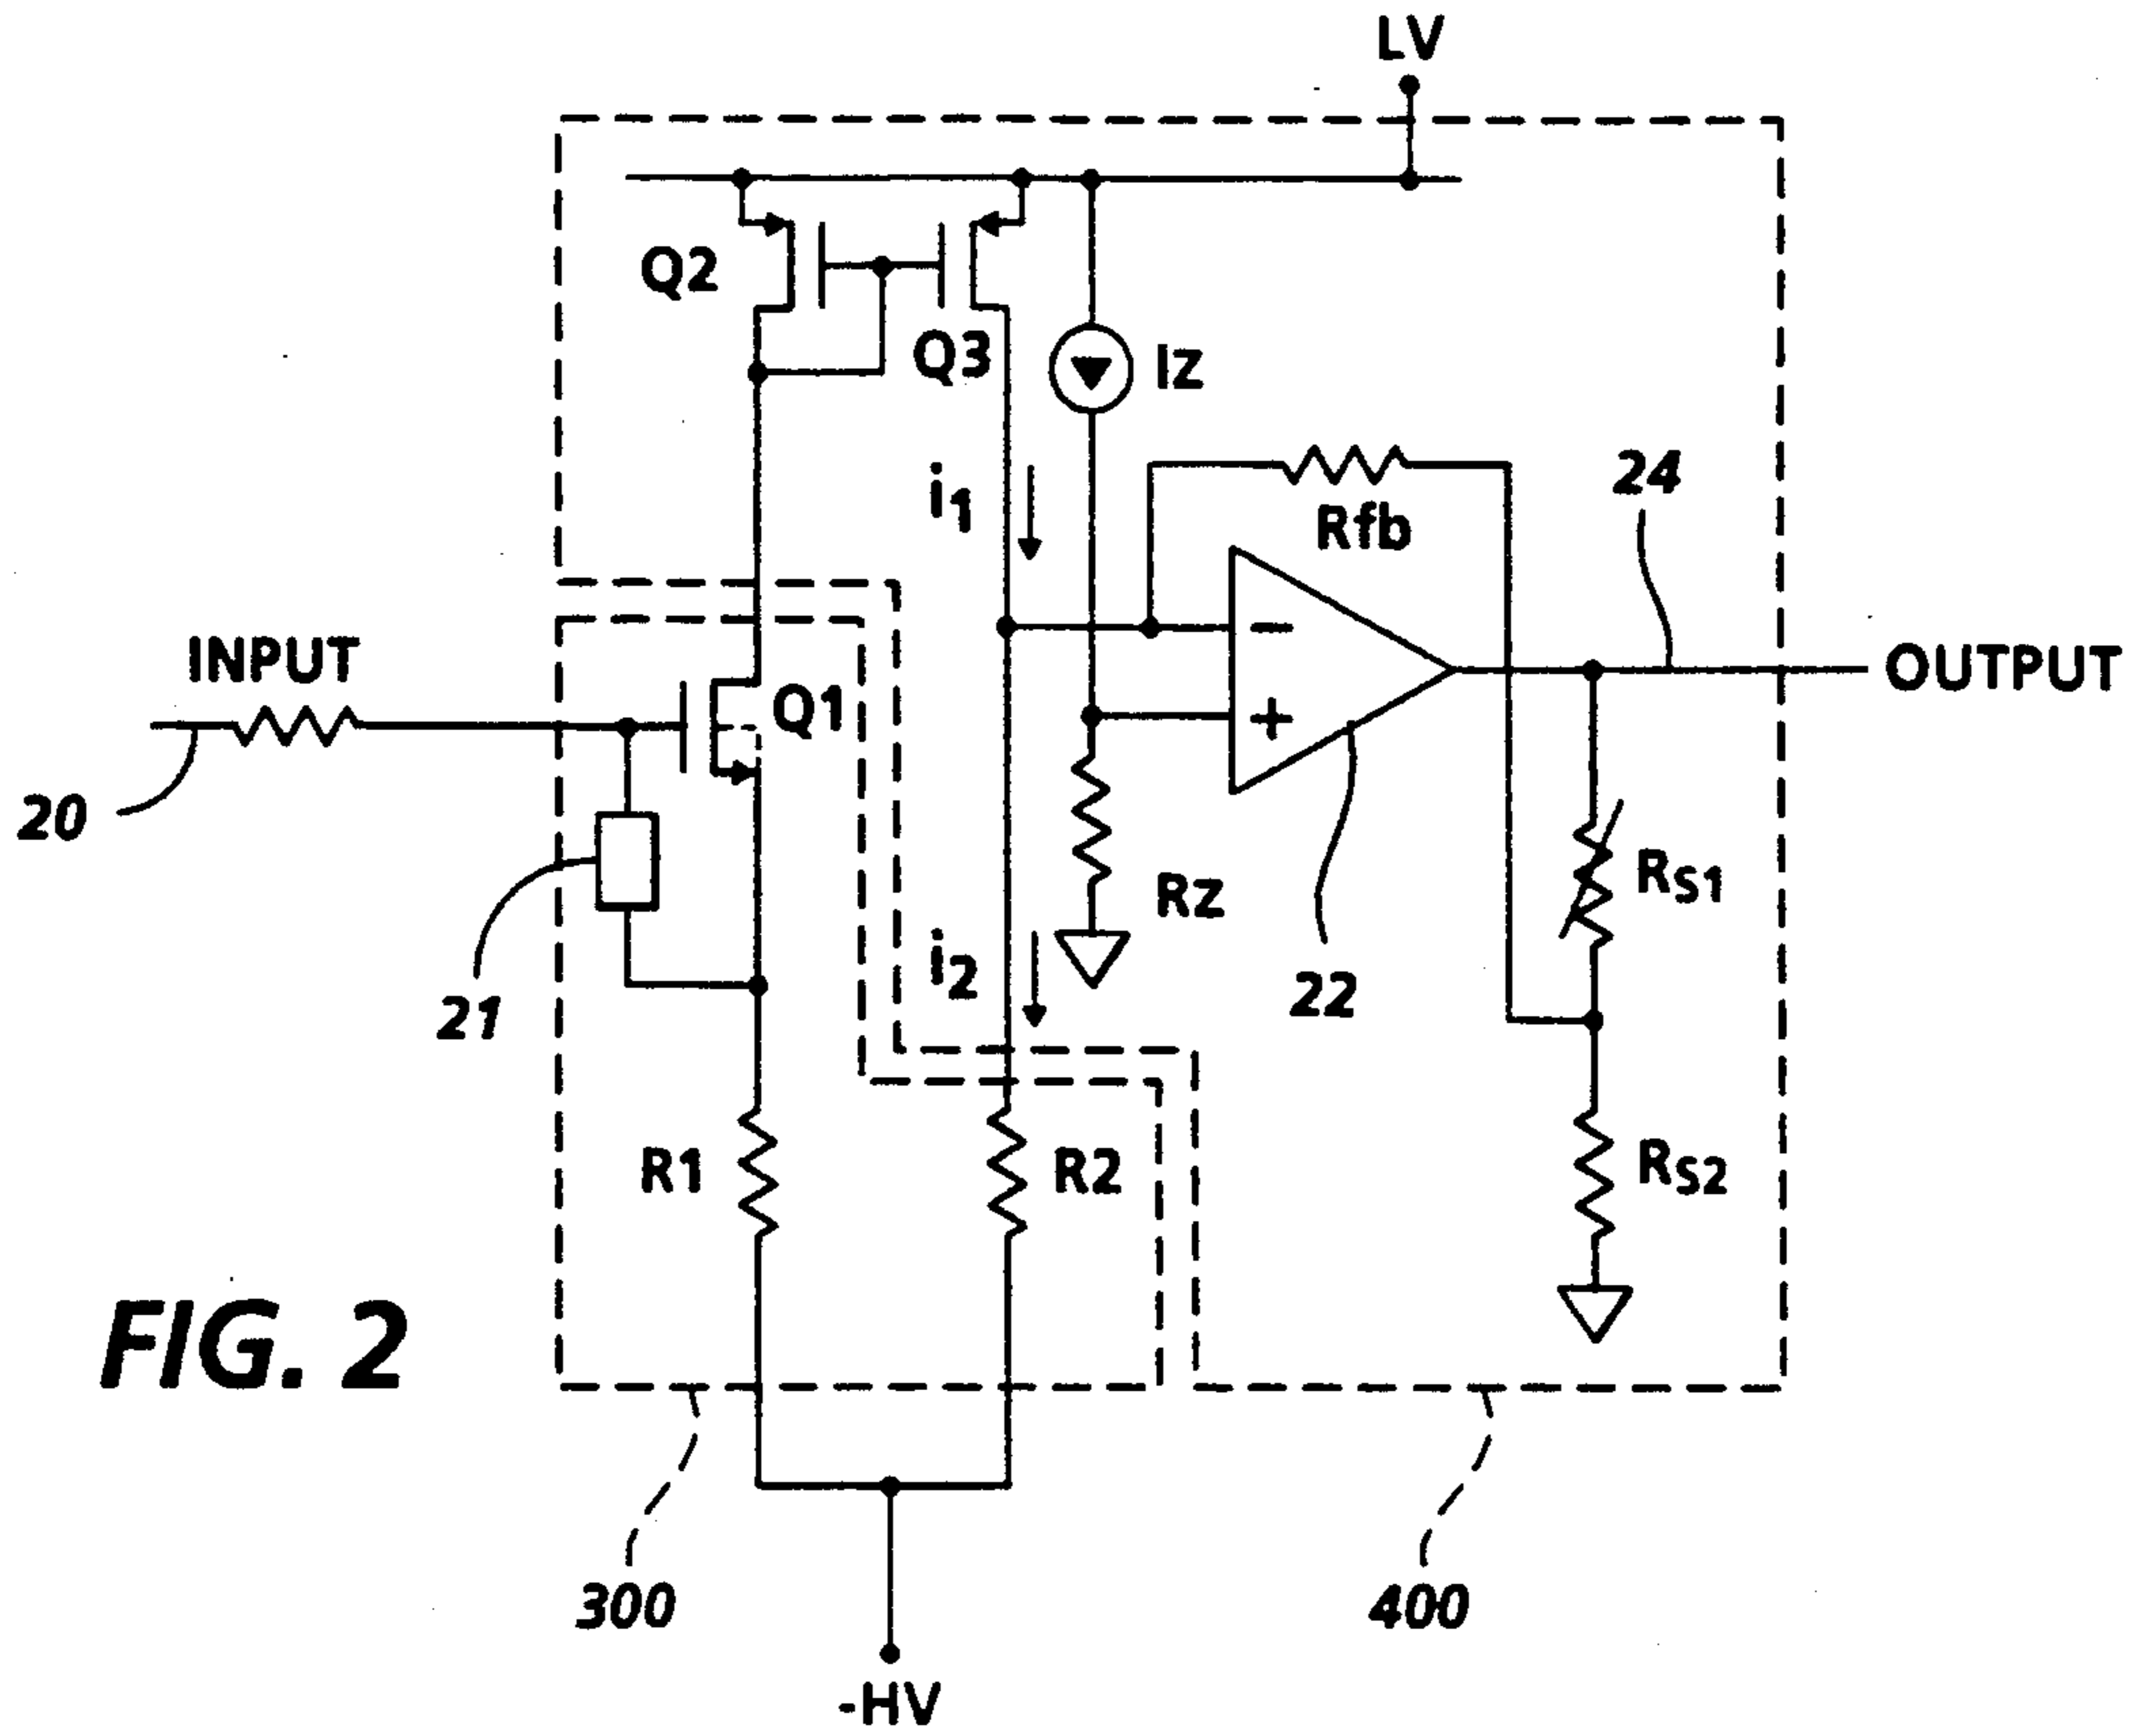 LV
Q2
Q3
IZ
i1
Rfb
24
INPUT
Q1
−
+
OUTPUT
20
21
i2
RZ
22
RS1
R1
R2
RS2
FIG. 2
300
400
-HV